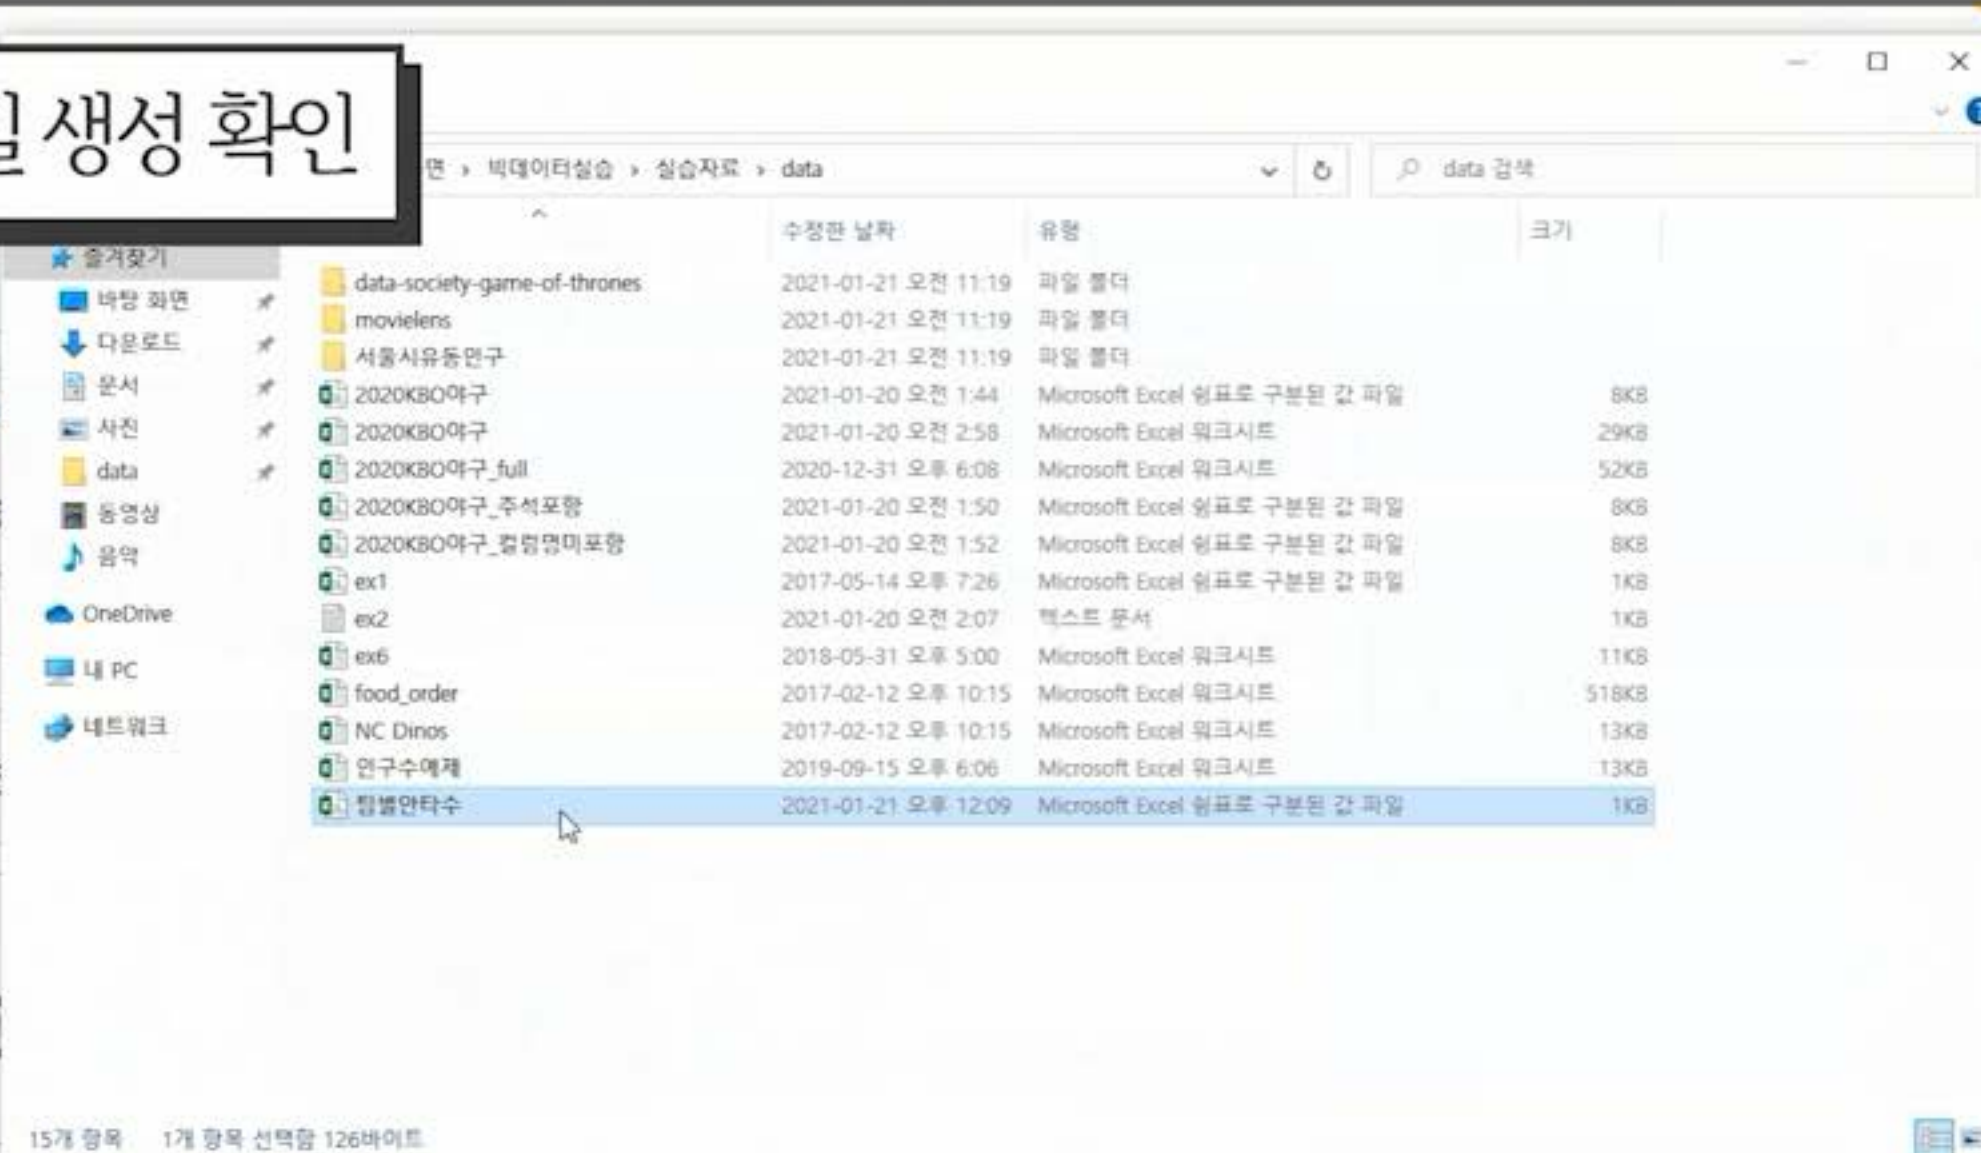 생성 확인
빅데이터실습 › 실습자료 › data
data 검색
수정한 날짜 유형 크기
즐겨찾기
바탕 화면
다운로드
문서
사진
data
동영상
음악
OneDrive
내 PC
네트워크
data-society-game-of-thrones 2021-01-21 오전 11:19 파일 폴더
movielens 2021-01-21 오전 11:19 파일 폴더
서울시유동인구 2021-01-21 오전 11:19 파일 폴더
2020KBO야구 2021-01-20 오전 1:44 Microsoft Excel 쉼표로 구분된 값 파일 8KB
2020KBO야구 2021-01-20 오전 2:58 Microsoft Excel 워크시트 29KB
2020KBO야구_full 2020-12-31 오후 6:08 Microsoft Excel 워크시트 52KB
2020KBO야구_주석포함 2021-01-20 오전 1:50 Microsoft Excel 쉼표로 구분된 값 파일 8KB
2020KBO야구_컬럼명미포함 2021-01-20 오전 1:52 Microsoft Excel 쉼표로 구분된 값 파일 8KB
ex1 2017-05-14 오후 7:26 Microsoft Excel 쉼표로 구분된 값 파일 1KB
ex2 2021-01-20 오전 2:07 텍스트 문서 1KB
ex6 2018-05-31 오후 5:00 Microsoft Excel 워크시트 11KB
food_order 2017-02-12 오후 10:15 Microsoft Excel 워크시트 518KB
NC Dinos 2017-02-12 오후 10:15 Microsoft Excel 워크시트 13KB
인구수예제 2019-09-15 오후 6:06 Microsoft Excel 워크시트 13KB
팀별안타수 2021-01-21 오후 12:09 Microsoft Excel 쉼표로 구분된 값 파일 1KB
15개 항목 1개 항목 선택함 126바이트